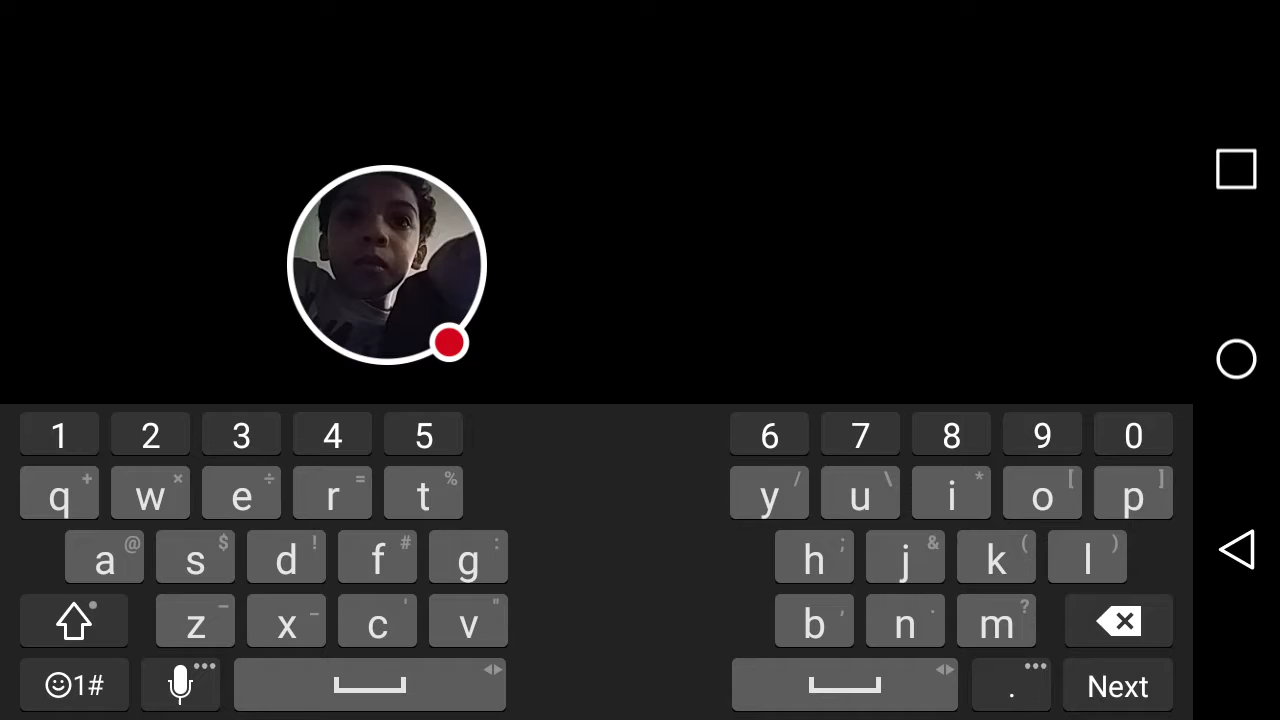 1 2 3 4 5 6 7 8 9 0
q + w × e ÷ r = t % y / u \ i * o [ p ]
a @ s $ d ! f # g : h ; j & k ( l )
z – x _ c ' v " b , n . m ?
1# . Next